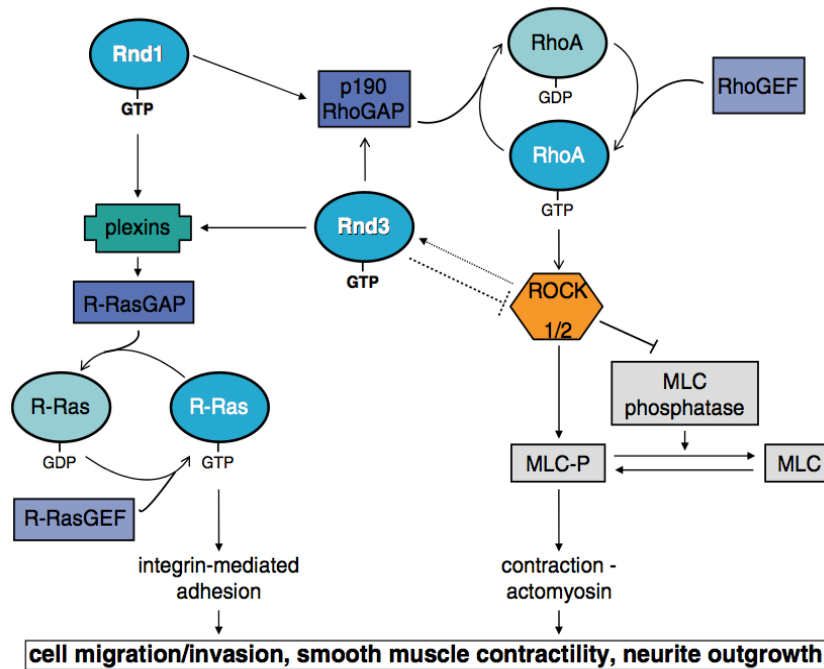 Rnd1
GTP
p190
RhoGAP
RhoA
GDP
RhoGEF
RhoA
GTP
plexins
Rnd3
GTP
R-RasGAP
ROCK
1/2
MLC
phosphatase
R-Ras
GDP
R-Ras
GTP
MLC-P
MLC
R-RasGEF
integrin-mediated
adhesion
contraction -
actomyosin
cell migration/invasion, smooth muscle contractility, neurite outgrowth